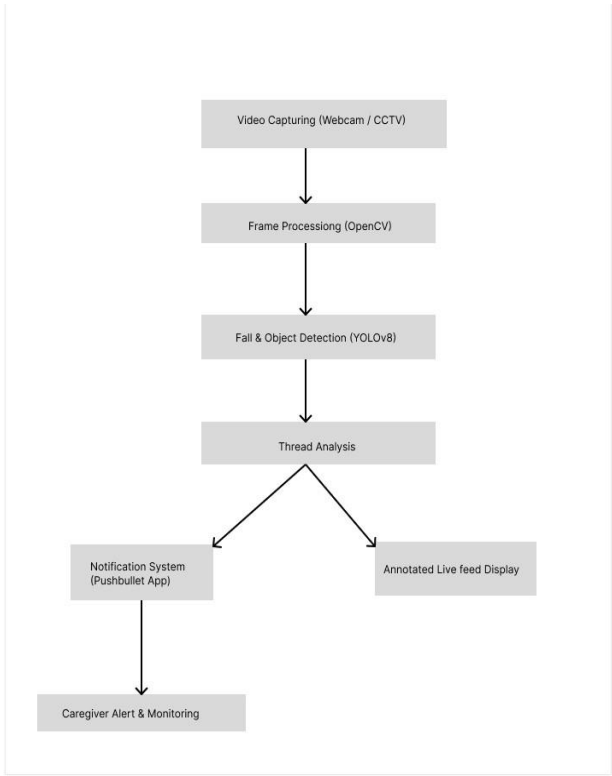 Video Capturing (Webcam / CCTV)
Frame Processiong (OpenCV)
Fall & Object Detection (YOLOv8)
Thread Analysis
Notification System
(Pushbullet App)
Annotated Live feed Display
Caregiver Alert & Monitoring